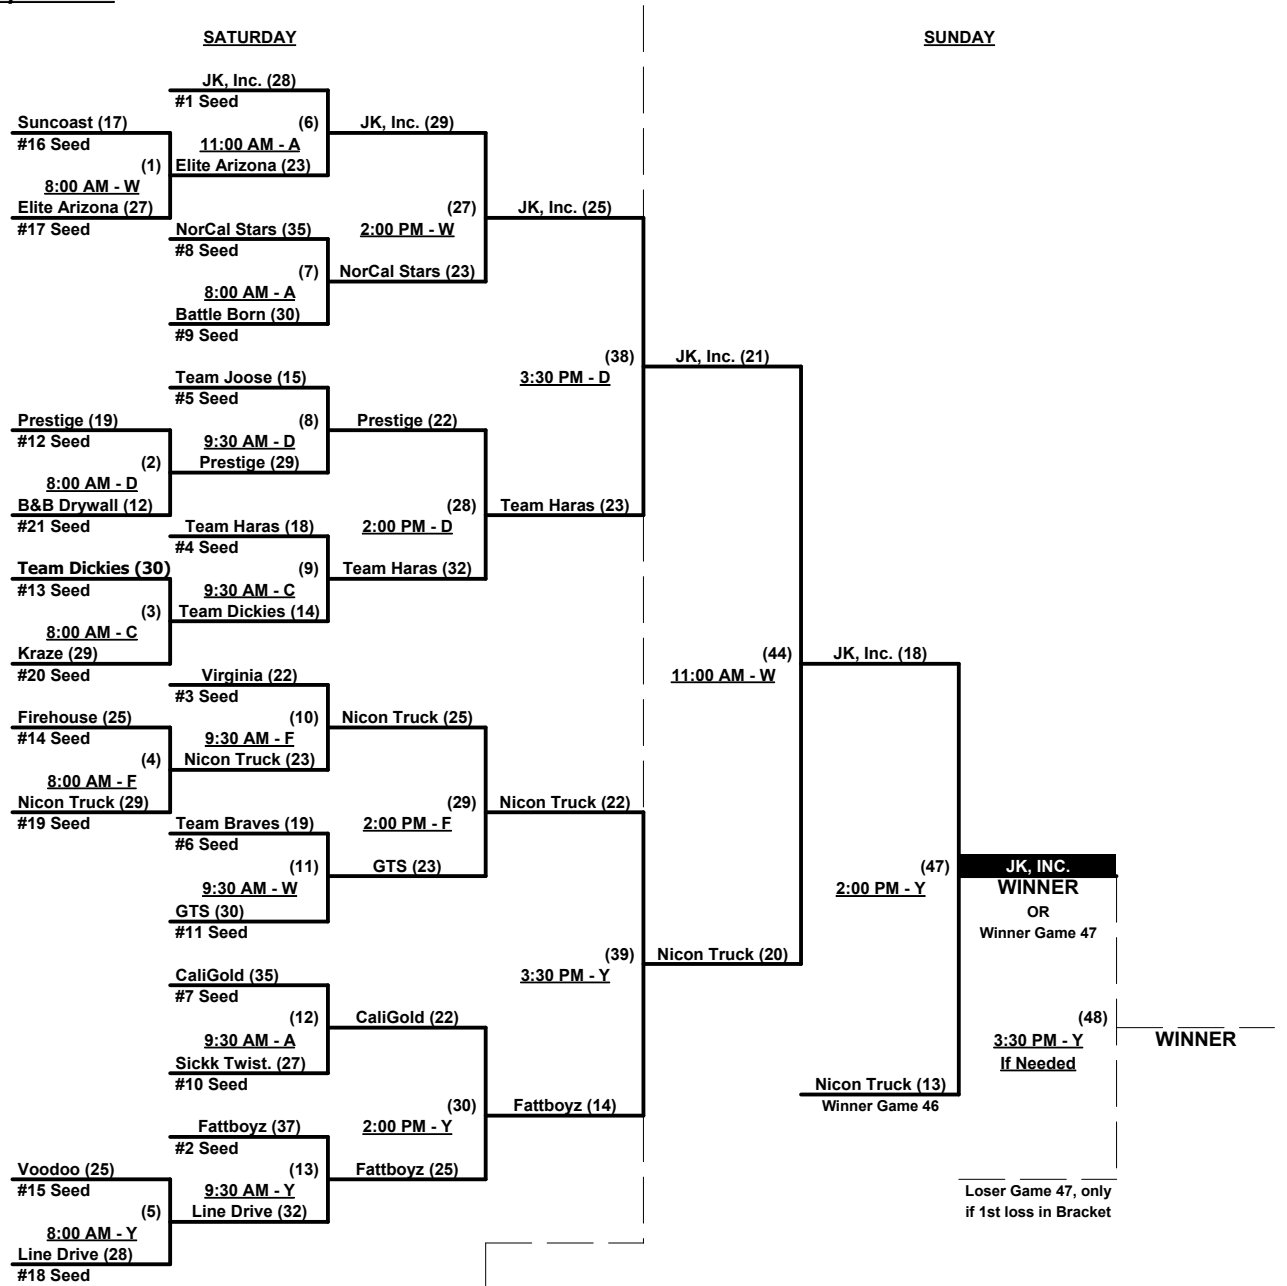 SATURDAY
SUNDAY
JK, Inc. (28)
#1 Seed
Suncoast (17)
(6)
JK, Inc. (29)
#16 Seed
11:00 AM - A
(1)
Elite Arizona (23)
8:00 AM - W
Elite Arizona (27)
(27)
JK, Inc. (25)
#17 Seed
NorCal Stars (35)
2:00 PM - W
#8 Seed
(7)
NorCal Stars (23)
8:00 AM - A
Battle Born (30)
#9 Seed
(38)
JK, Inc. (21)
Team Joose (15)
3:30 PM - D
#5 Seed
Prestige (19)
(8)
Prestige (22)
#12 Seed
9:30 AM - D
(2)
Prestige (29)
8:00 AM - D
B&B Drywall (12)
(28)
Team Haras (23)
#21 Seed
Team Haras (18)
2:00 PM - D
#4 Seed
Team Dickies (30)
(9)
Team Haras (32)
#13 Seed
9:30 AM - C
(3)
Team Dickies (14)
8:00 AM - C
Kraze (29)
(44)
JK, Inc. (18)
#20 Seed
Virginia (22)
11:00 AM - W
#3 Seed
Firehouse (25)
(10)
Nicon Truck (25)
#14 Seed
9:30 AM - F
(4)
Nicon Truck (23)
8:00 AM - F
Nicon Truck (29)
(29)
Nicon Truck (22)
#19 Seed
Team Braves (19)
2:00 PM - F
#6 Seed
(11)
GTS (23)
(47)
JK, INC.
9:30 AM - W
2:00 PM - Y
WINNER
GTS (30)
OR
#11 Seed
Winner Game 47
(39)
Nicon Truck (20)
CaliGold (35)
3:30 PM - Y
#7 Seed
(12)
CaliGold (22)
(48)
9:30 AM - A
3:30 PM - Y
WINNER
Sickk Twist. (27)
If Needed
#10 Seed
Nicon Truck (13)
(30)
Fattboyz (14)
Winner Game 46
Fattboyz (37)
2:00 PM - Y
#2 Seed
Voodoo (25)
(13)
Fattboyz (25)
#15 Seed
9:30 AM - Y
Loser Game 47, only
(5)
Line Drive (32)
if 1st loss in Bracket
8:00 AM - Y
Line Drive (28)
#18 Seed